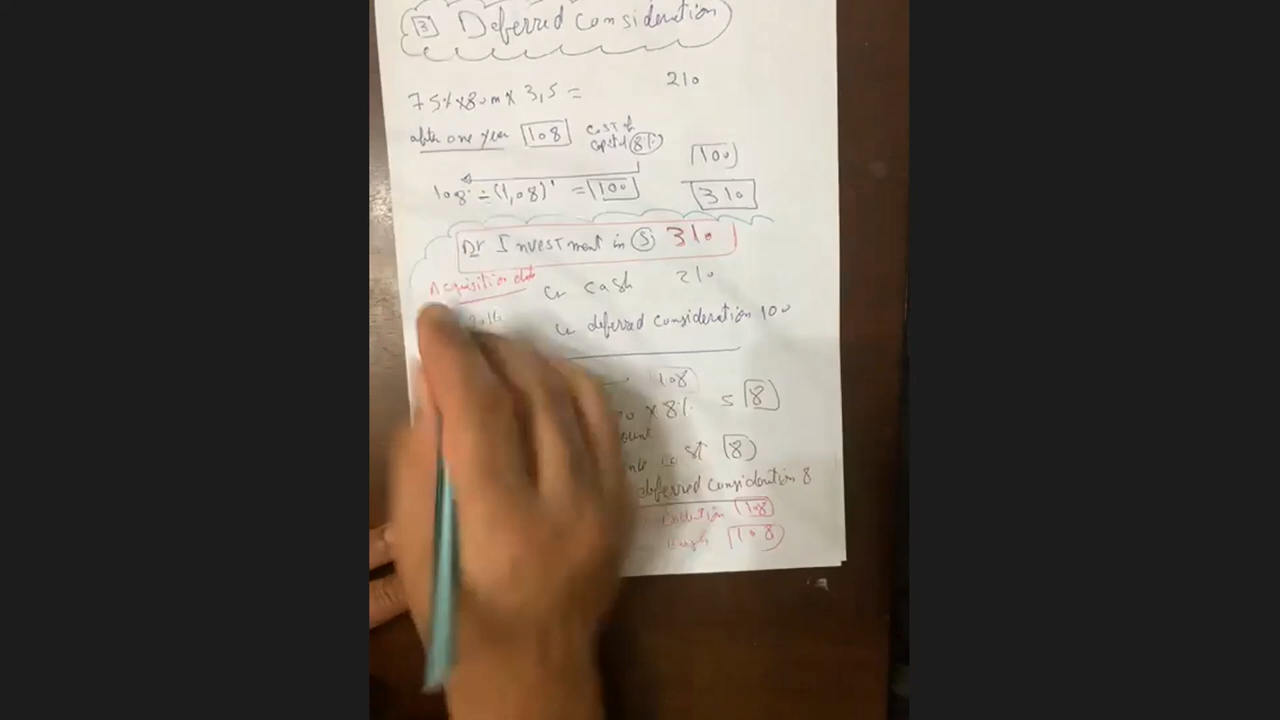 3 Deferred Consideration
75% x 80m x 3,5 = 210
after one year 108 cost of capital 8% 100
108 ÷ (1,08)¹ = 100 310
Dr Investment in S 310
Acquisition date
Cr cash 210
Cr deferred consideration 100
108
x 8% = 8
cost 8
deferred consideration 8
108
108